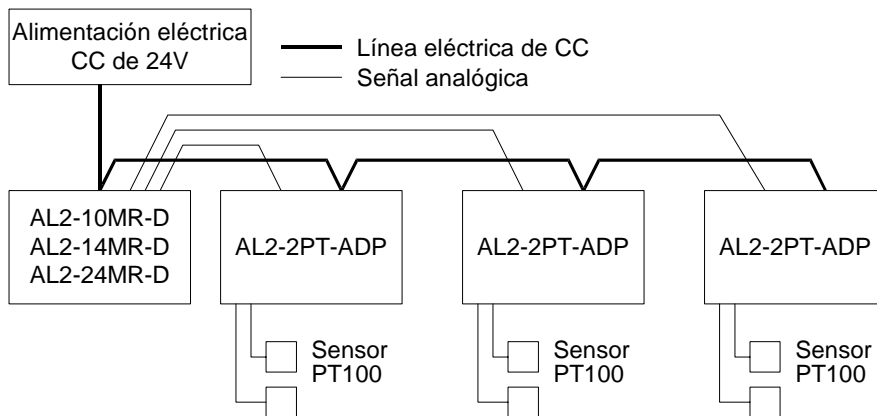 Alimentación eléctrica
CC de 24V
Línea eléctrica de CC
Señal analógica
AL2-10MR-D
AL2-14MR-D
AL2-24MR-D
AL2-2PT-ADP
AL2-2PT-ADP
AL2-2PT-ADP
Sensor
PT100
Sensor
PT100
Sensor
PT100